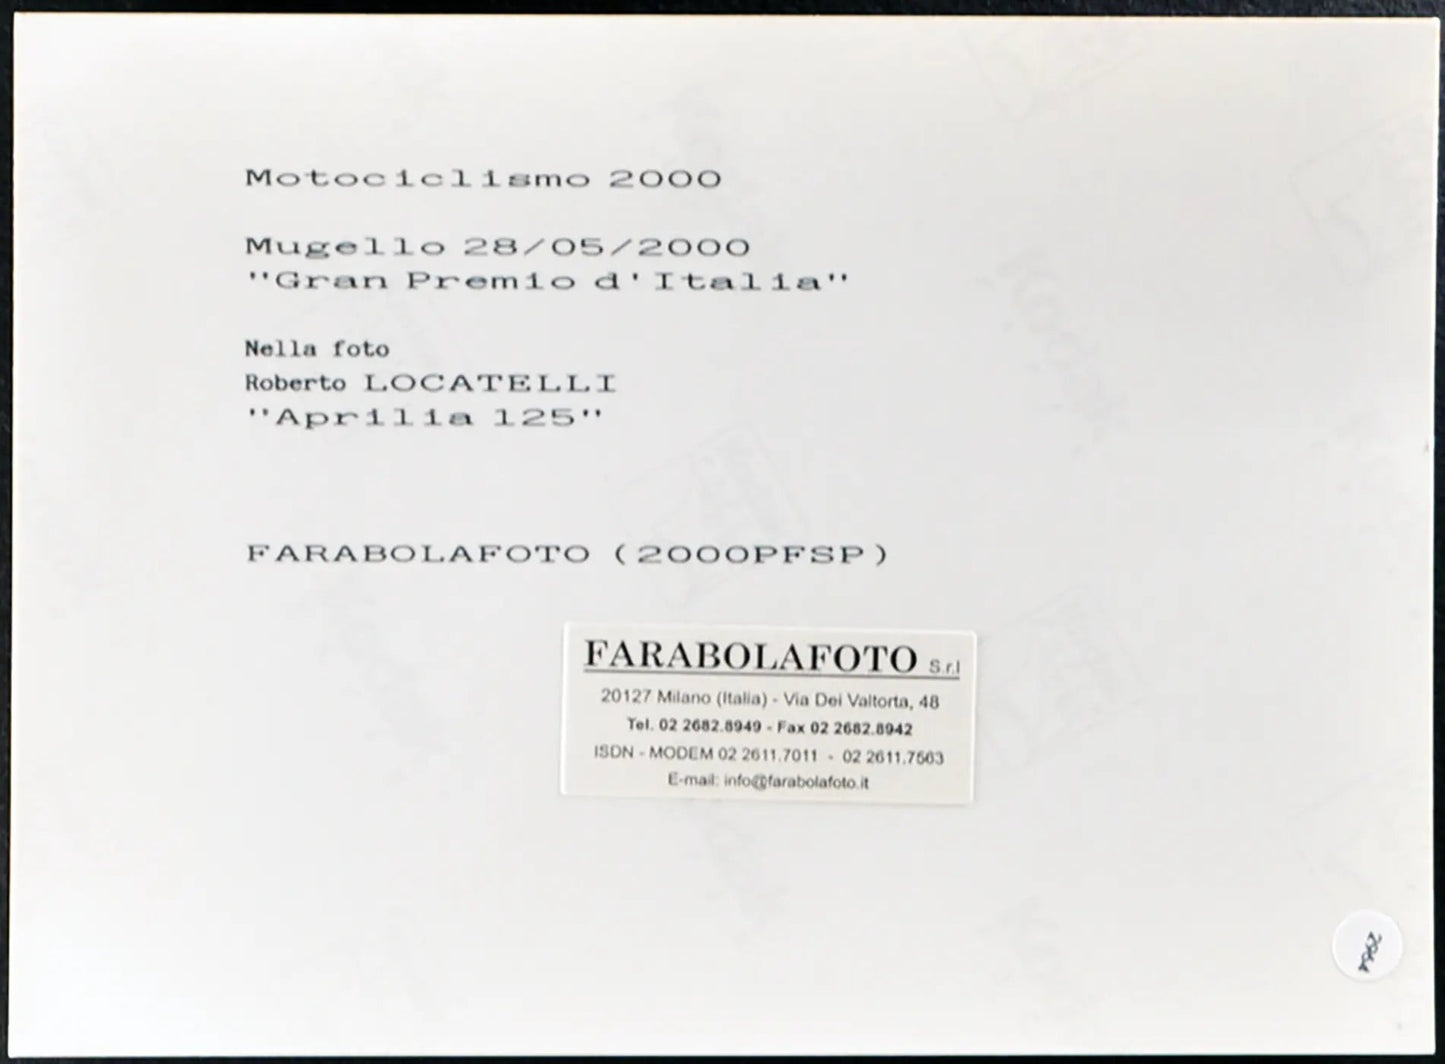 Motociclismo 2000
Mugello 28/05/2000
"Gran Premio d'Italia"
Nella foto
Roberto LOCATELLI
"Aprilia 125"
FARABOLAFOTO (2000PFSP)
FARABOLAFOTO S.r.l
20127 Milano (Italia) - Via Dei Valtorta, 48
Tel. 02 2682.8949 - Fax 02 2682.8942
ISDN - MODEM 02 2611.7011 - 02 2611.7563
E-mail: info@farabolafoto.it
Kodak